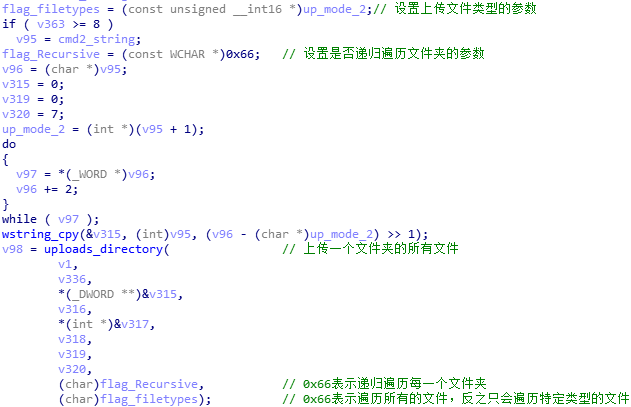 flag_filetypes = (const unsigned __int16 *)up_mode_2;// 设置上传文件类型的参数
if ( v363 >= 8 )
  v95 = cmd2_string;
flag_Recursive = (const WCHAR *)0x66;   // 设置是否递归遍历文件夹的参数
v96 = (char *)v95;
v315 = 0;
v319 = 0;
v320 = 7;
up_mode_2 = (int *)(v95 + 1);
do
{
  v97 = *(_WORD *)v96;
  v96 += 2;
}
while ( v97 );
wstring_cpy(&v315, (int)v95, (v96 - (char *)up_mode_2) >> 1);
v98 = uploads_directory(                // 上传一个文件夹的所有文件
        v1,
        v336,
        *(_DWORD **)&v315,
        v316,
        *(int *)&v317,
        v318,
        v319,
        v320,
        (char)flag_Recursive,           // 0x66表示递归遍历每一个文件夹
        (char)flag_filetypes);          // 0x66表示遍历所有的文件，反之只会遍历特定类型的文件